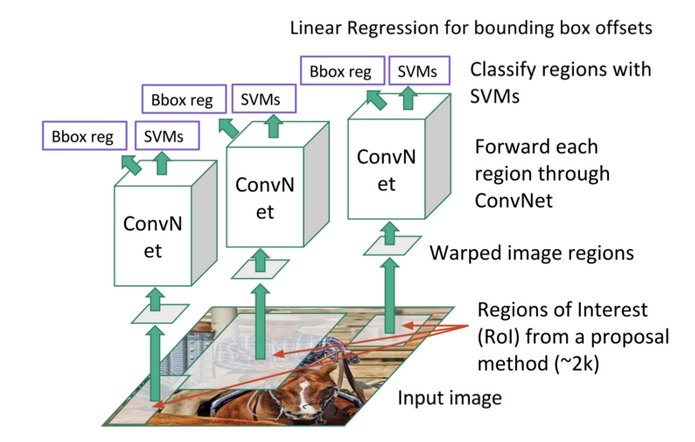 Linear Regression for bounding box offsets
Bbox reg
SVMs
Classify regions with
SVMs
Bbox reg
SVMs
Bbox reg
SVMs
ConvN
et
ConvN
et
ConvN
et
Forward each
region through
ConvNet
Warped image regions
Regions of Interest
(RoI) from a proposal
method (~2k)
Input image